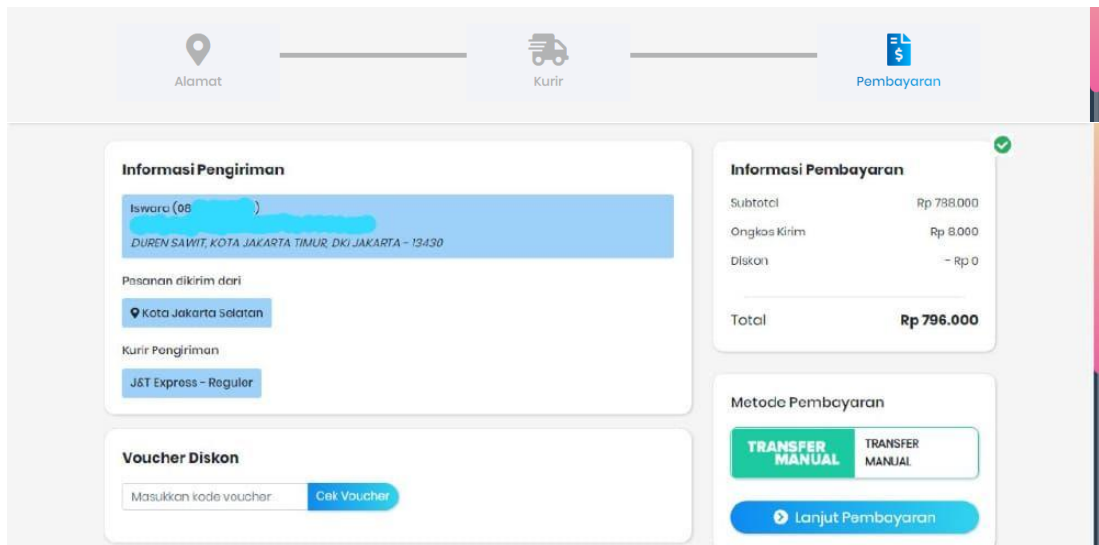 Alamat
Kurir
Pembayaran
Informasi Pengiriman
Iswara (08 )
DUREN SAWIT, KOTA JAKARTA TIMUR, DKI JAKARTA - 13430
Pesanan dikirim dari
Kota Jakarta Selatan
Kurir Pengiriman
J&T Express - Reguler
Voucher Diskon
Masukkan kode voucher
Cek Voucher
Informasi Pembayaran
Subtotal Rp 788.000
Ongkos Kirim Rp 8.000
Diskon - Rp 0
Total Rp 796.000
Metode Pembayaran
TRANSFER
MANUAL
TRANSFER
MANUAL
Lanjut Pembayaran